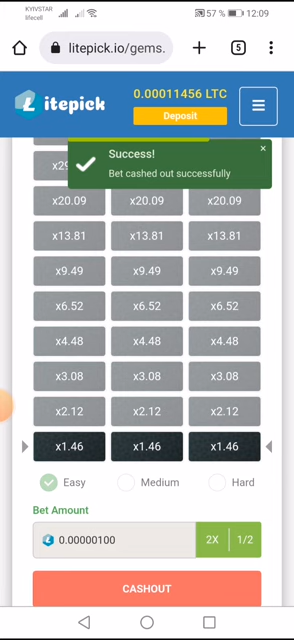 KYIVSTAR
lifecell
57 % 12:09
litepick.io/gems.
5
0.00011456 LTC
Litepick
Deposit
Success!
×
Bet cashed out successfully
x29
x20.09 x20.09 x20.09
x13.81 x13.81 x13.81
x9.49 x9.49 x9.49
x6.52 x6.52 x6.52
x4.48 x4.48 x4.48
x3.08 x3.08 x3.08
x2.12 x2.12 x2.12
x1.46 x1.46 x1.46
Easy Medium Hard
Bet Amount
0.00000100 2X 1/2
CASHOUT